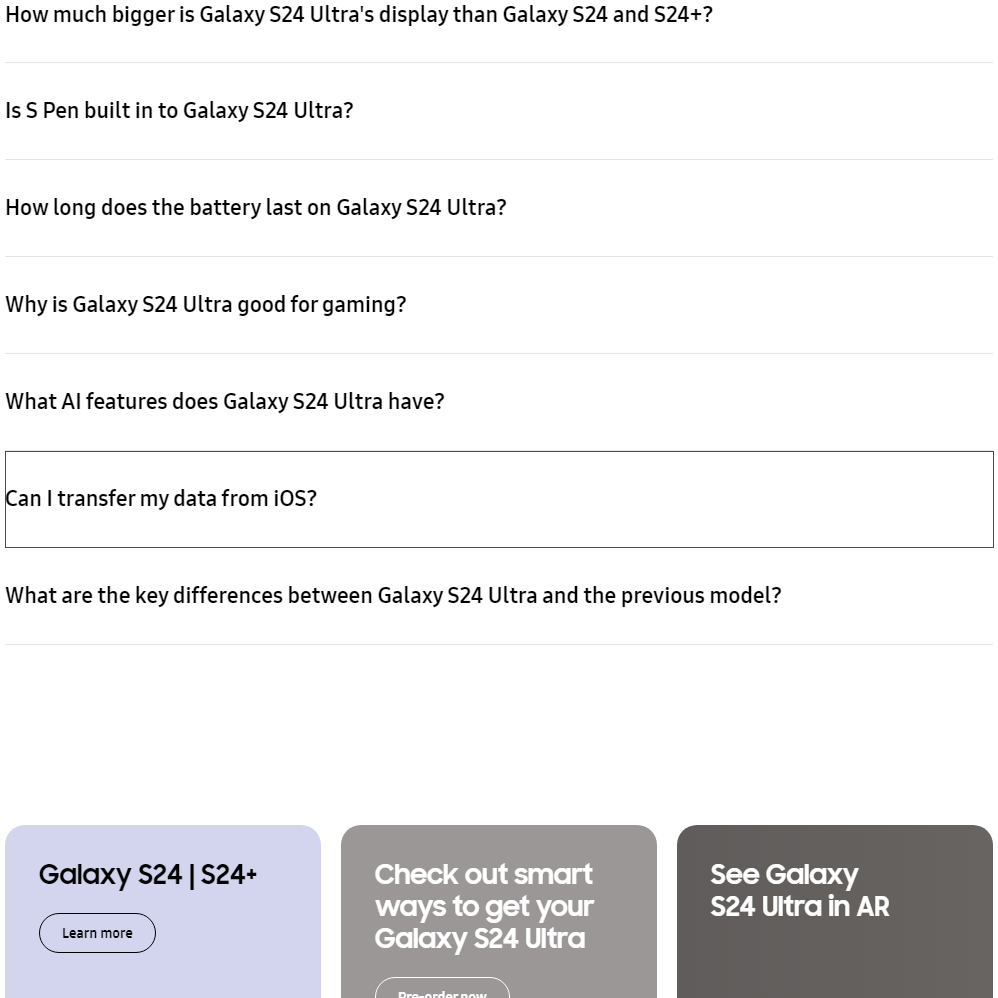 How much bigger is Galaxy S24 Ultra's display than Galaxy S24 and S24+?
Is S Pen built in to Galaxy S24 Ultra?
How long does the battery last on Galaxy S24 Ultra?
Why is Galaxy S24 Ultra good for gaming?
What AI features does Galaxy S24 Ultra have?
Can I transfer my data from iOS?
What are the key differences between Galaxy S24 Ultra and the previous model?
Galaxy S24 | S24+
Learn more
Check out smart
ways to get your
Galaxy S24 Ultra
Pre-order now
See Galaxy
S24 Ultra in AR